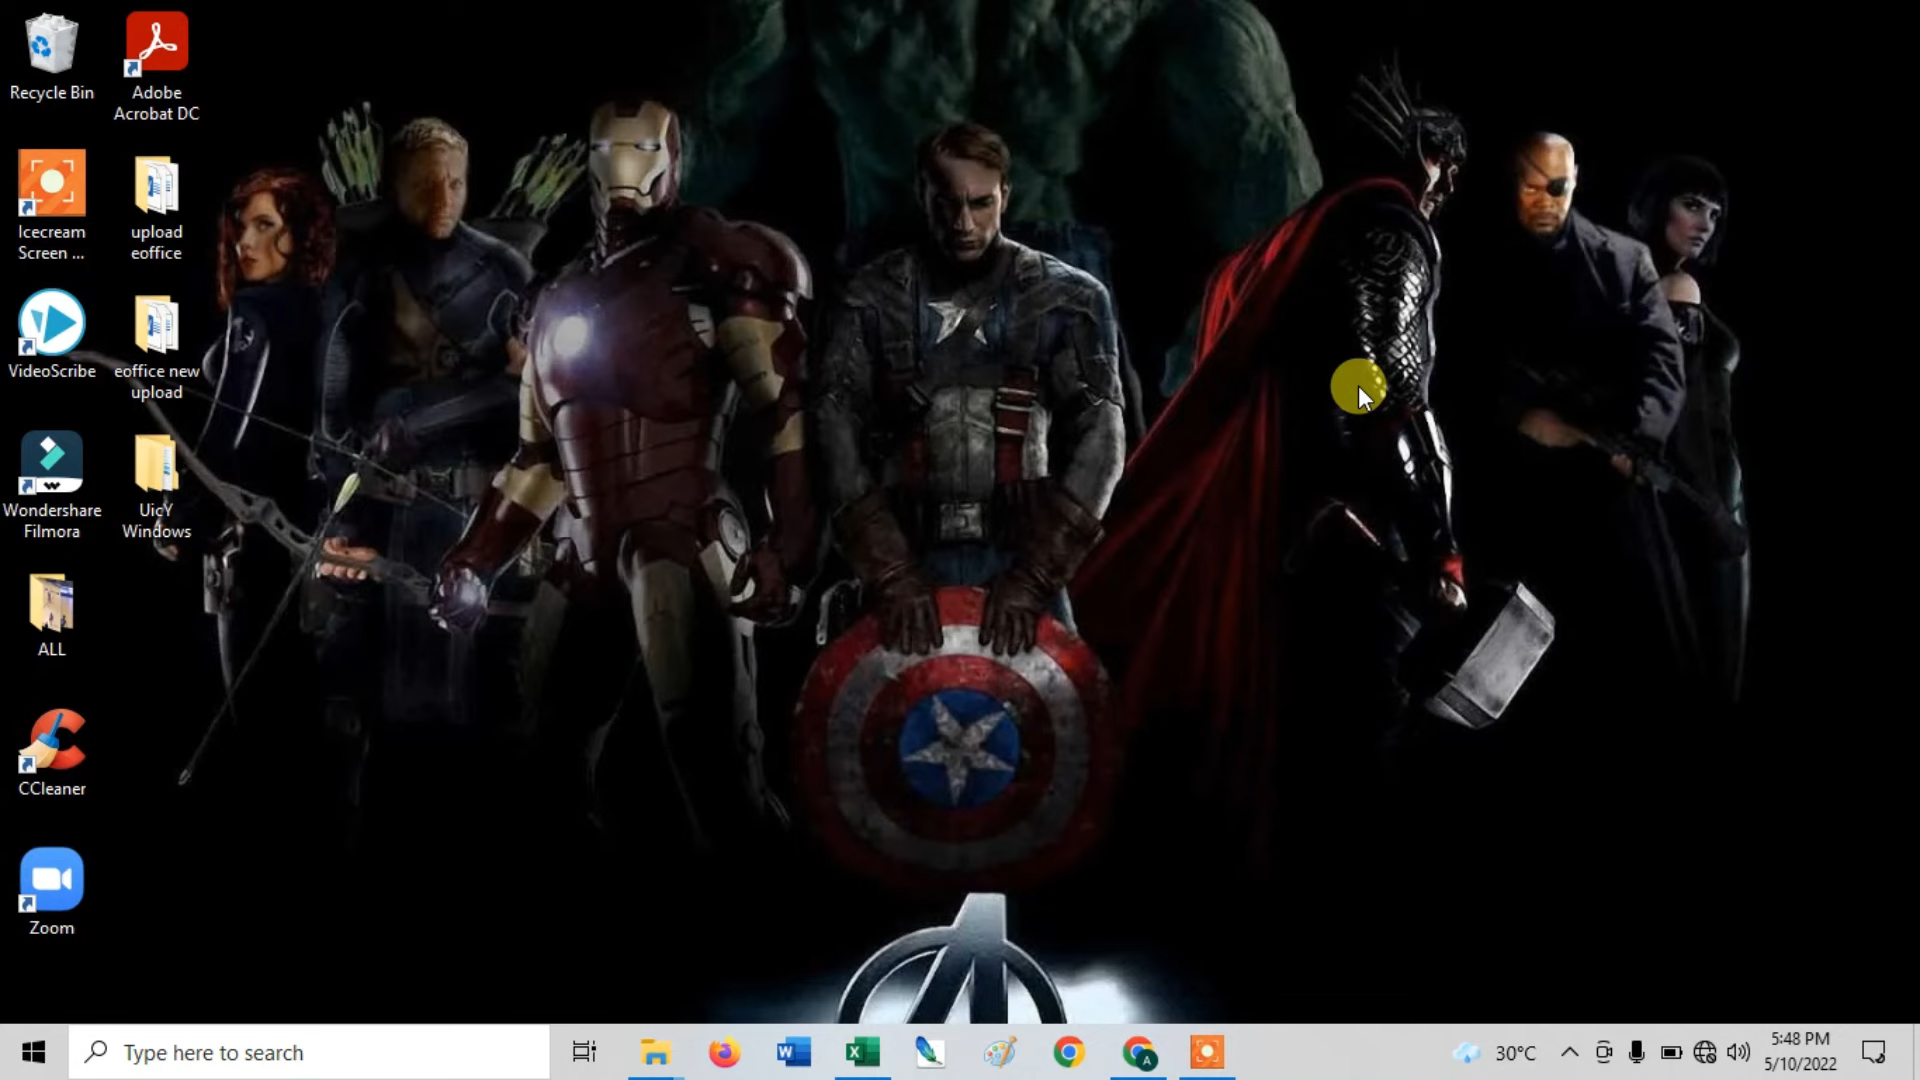 Recycle Bin
Adobe
Acrobat DC
Icecream
Screen ...
upload
eoffice
VideoScribe
eoffice new
upload
Wondershare
Filmora
UicY
Windows
ALL
CCleaner
Zoom
Type here to search
30°C
5:48 PM
5/10/2022